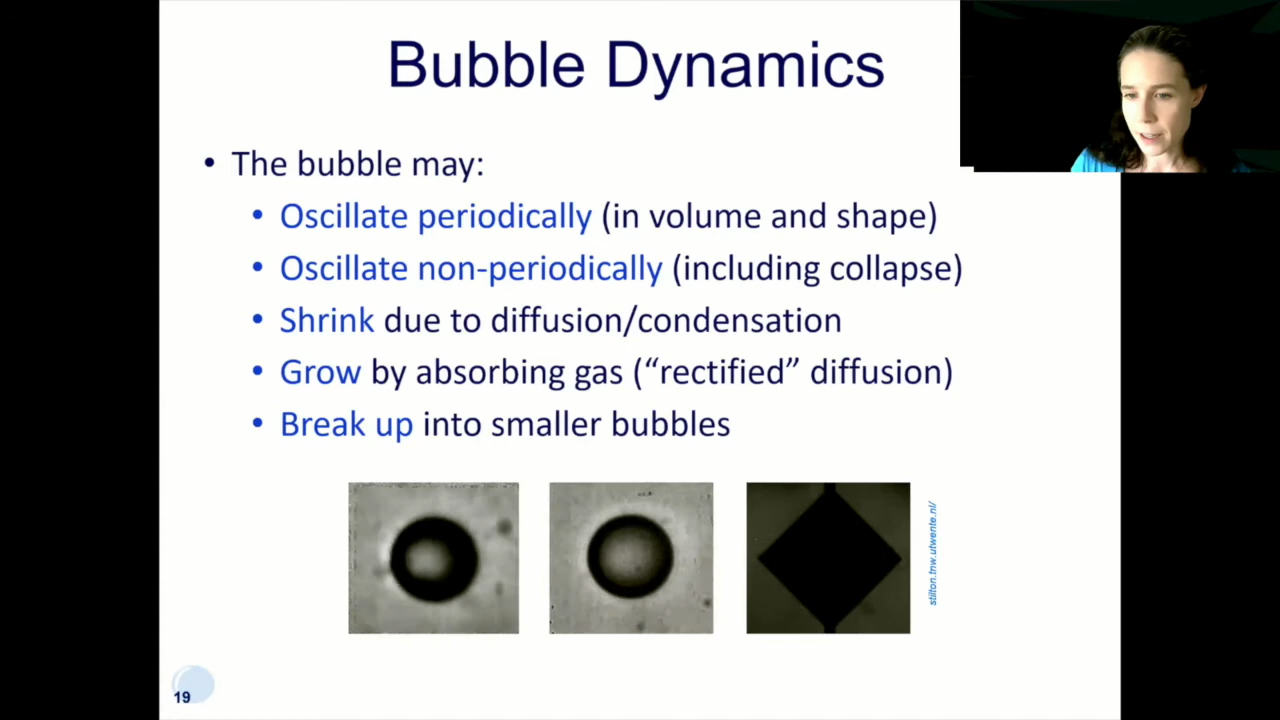 Bubble Dynamics
• The bubble may:
• Oscillate periodically (in volume and shape)
• Oscillate non-periodically (including collapse)
• Shrink due to diffusion/condensation
• Grow by absorbing gas (“rectified” diffusion)
• Break up into smaller bubbles
stilton.tnw.utwente.nl/
19